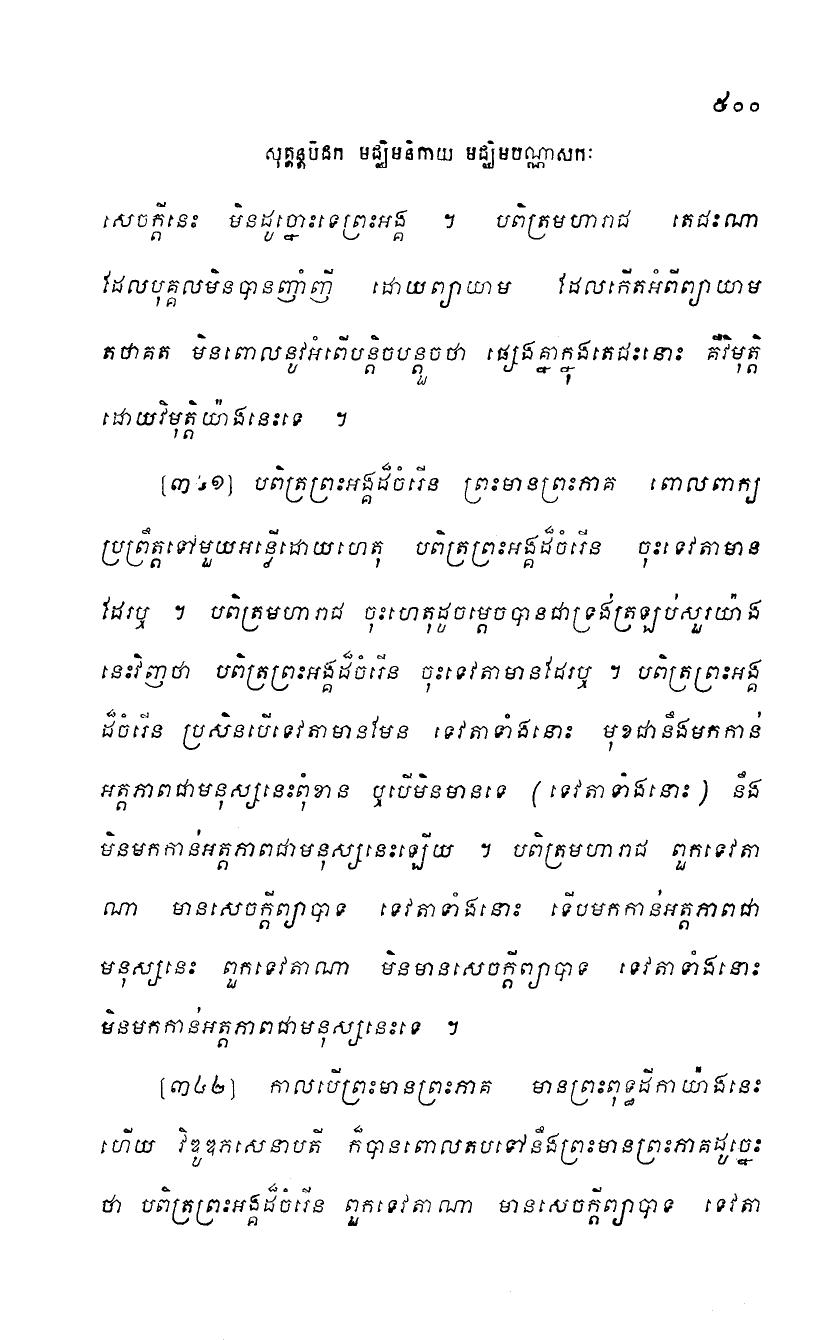 ៥០០
សុត្តន្តបិដក មជ្ឈិមនិកាយ មជ្ឈិមបណ្ណាសកៈ
សេចក្តីនេះ មិនដូច្នោះទេព្រះអង្គ ។ បពិត្រមហារាជ តេជះណា
ដែលបុគ្គលមិនបានញាំញី ដោយព្យាយាម ដែលកើតអំពីព្យាយាម
តថាគត មិនពោលនូវអំពើបន្តិចបន្តួចថា ផ្សេងគ្នាក្នុងតេជះនោះ គឺវិមុត្តិ
ដោយវិមុត្តិយ៉ាងនេះទេ ។
[៣៤១] បពិត្រព្រះអង្គដ៏ចំរើន ព្រះមានព្រះភាគ ពោលពាក្យ
ប្រព្រឹត្តទៅមួយអន្លើដោយហេតុ បពិត្រព្រះអង្គដ៏ចំរើន ចុះទេវតាមាន
ដែរឬ ។ បពិត្រមហារាជ ចុះហេតុដូចម្តេចបានជាទ្រង់ត្រឡប់សួរយ៉ាង
នេះវិញថា បពិត្រព្រះអង្គដ៏ចំរើន ចុះទេវតាមានដែរឬ ។ បពិត្រព្រះអង្គ
ដ៏ចំរើន ប្រសិនបើទេវតាមានមែន ទេវតាទាំងនោះ មុខជានឹងមកកាន់
អត្តភាពជាមនុស្សនេះពុំខាន ឬបើមិនមានទេ (ទេវតាទាំងនោះ) នឹង
មិនមកកាន់អត្តភាពជាមនុស្សនេះឡើយ ។ បពិត្រមហារាជ ពួកទេវតា
ណា មានសេចក្តីព្យាបាទ ទេវតាទាំងនោះ ទើបមកកាន់អត្តភាពជា
មនុស្សនេះ ពួកទេវតាណា មិនមានសេចក្តីព្យាបាទ ទេវតាទាំងនោះ
មិនមកកាន់អត្តភាពជាមនុស្សនេះទេ ។
[៣៤២] កាលបើព្រះមានព្រះភាគ មានព្រះពុទ្ធដីកាយ៉ាងនេះ
ហើយ វិឌូឌភសេនាបតី ក៏បានពោលតបទៅនឹងព្រះមានព្រះភាគដូច្នេះ
ថា បពិត្រព្រះអង្គដ៏ចំរើន ពួកទេវតាណា មានសេចក្តីព្យាបាទ ទេវតា